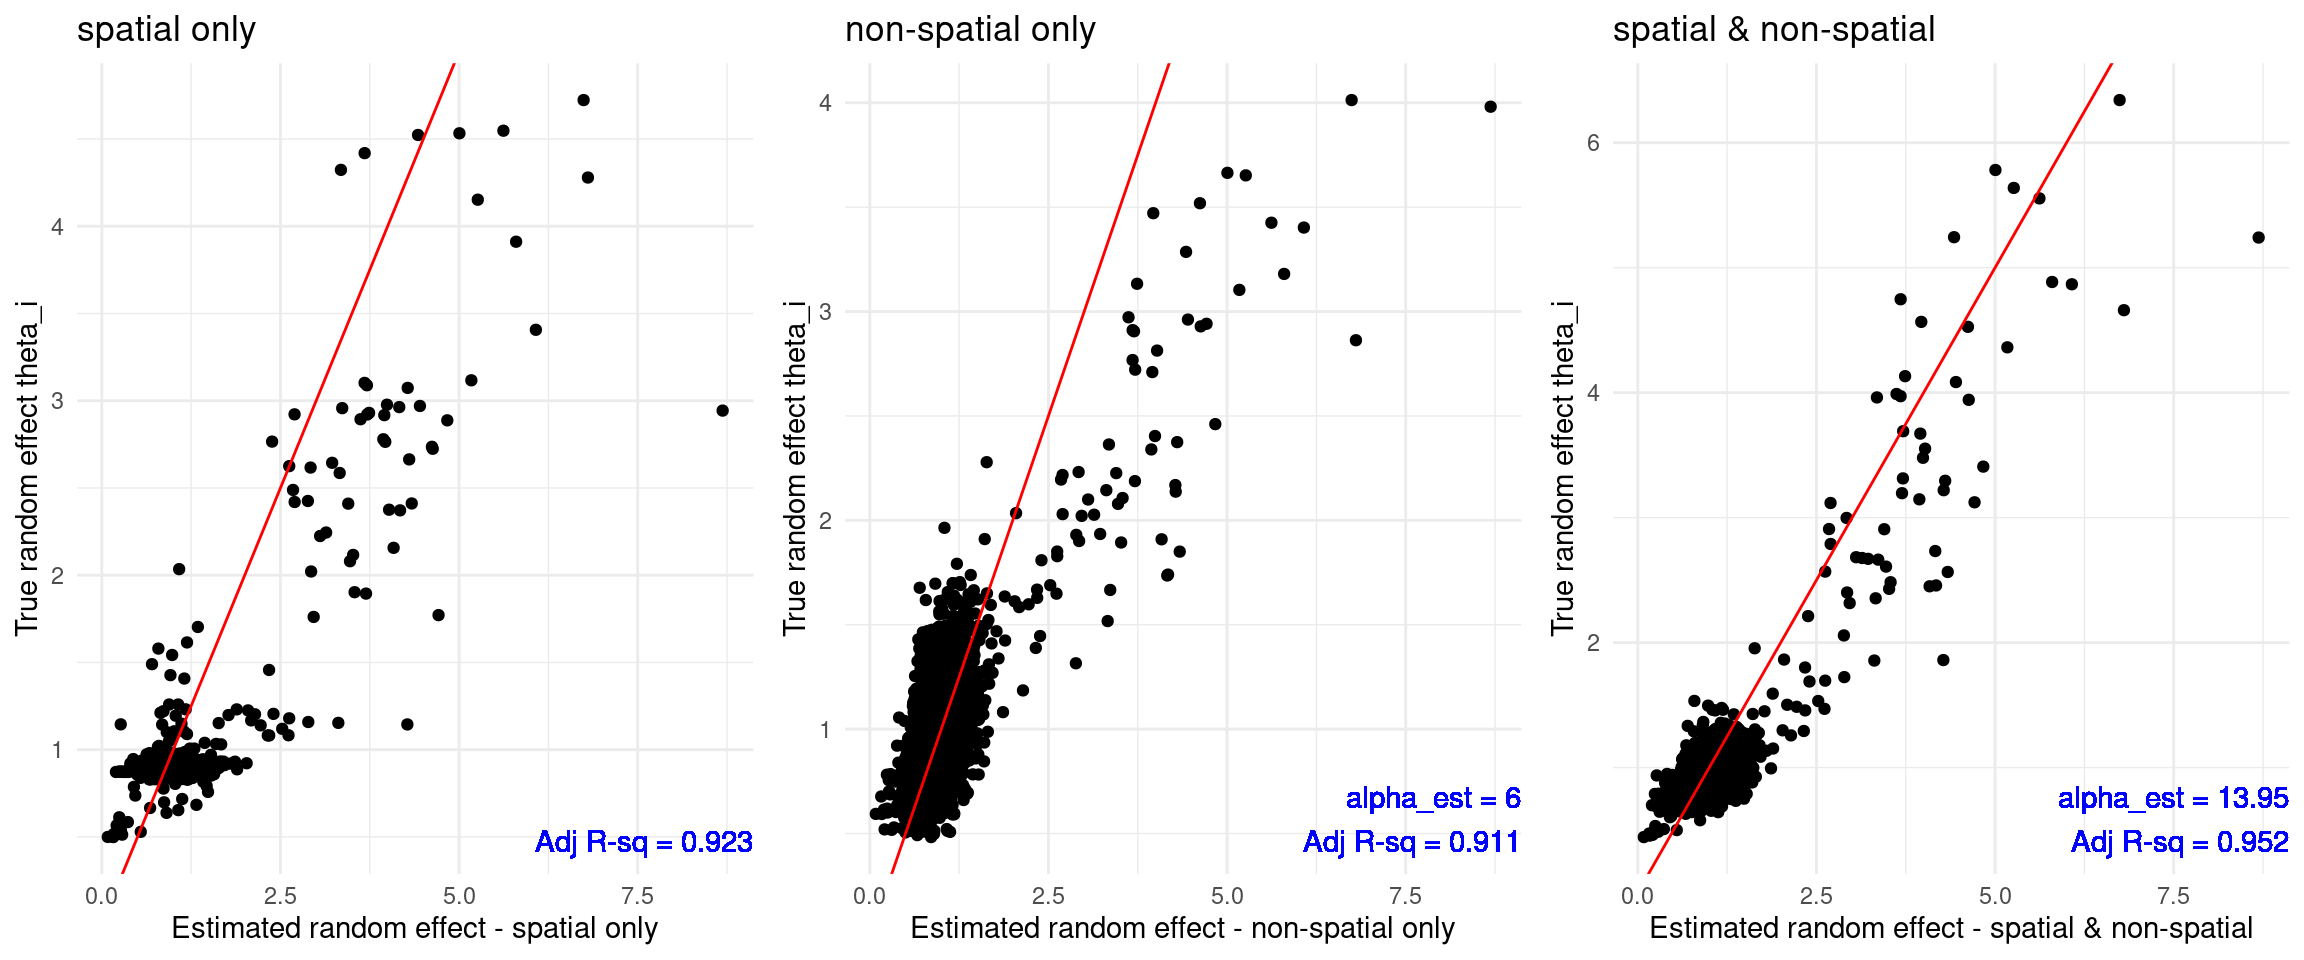 spatial only
True random effect theta_i
4
3
2
1
0.0 2.5 5.0 7.5
Estimated random effect - spatial only
Adj R-sq = 0.923
non-spatial only
True random effect theta_i
4
3
2
1
0.0 2.5 5.0 7.5
Estimated random effect - non-spatial only
alpha_est = 6
Adj R-sq = 0.911
spatial & non-spatial
True random effect theta_i
6
4
2
0.0 2.5 5.0 7.5
Estimated random effect - spatial & non-spatial
alpha_est = 13.95
Adj R-sq = 0.952